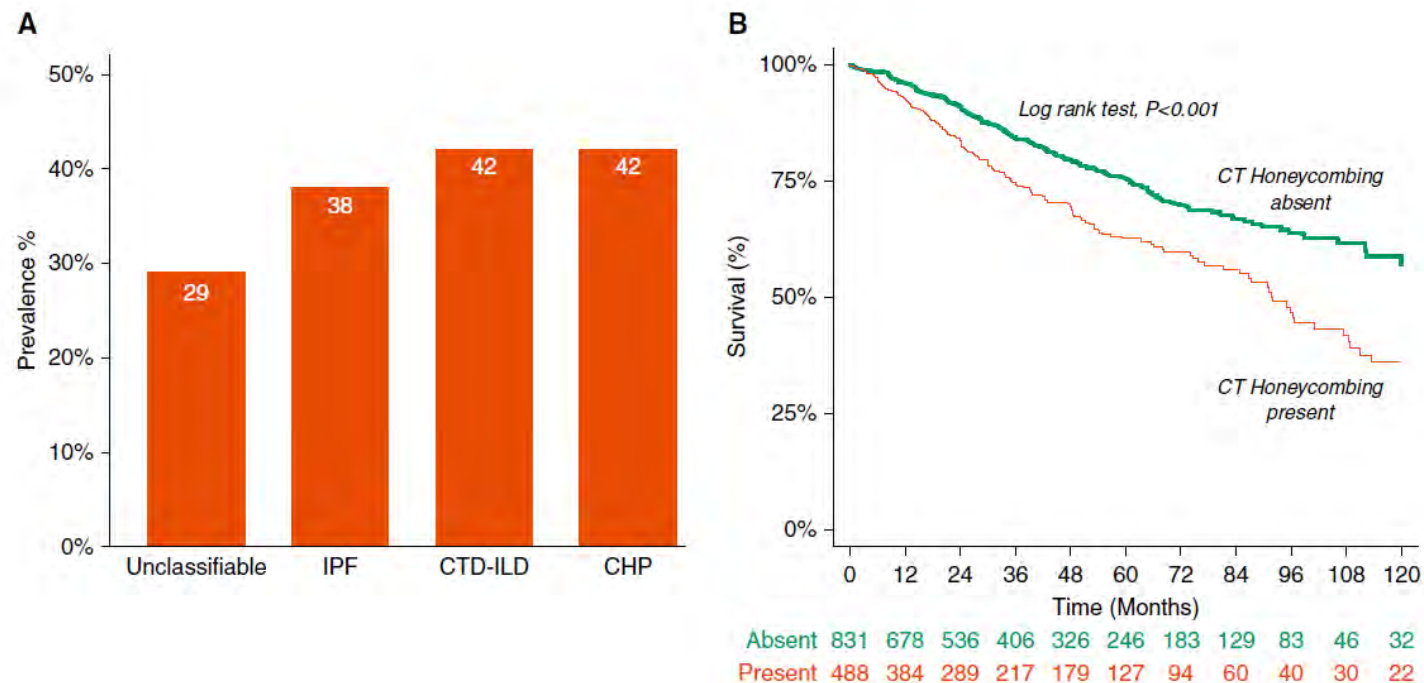 A
50%
40%
30%
20%
10%
0%
Prevalence %
29
38
42
42
Unclassifiable IPF CTD-ILD CHP
B
100%
75%
50%
25%
0%
Survival (%)
Log rank test, P<0.001
CT Honeycombing
absent
CT Honeycombing
present
0 12 24 36 48 60 72 84 96 108 120
Time (Months)
Absent 831 678 536 406 326 246 183 129 83 46 32
Present 488 384 289 217 179 127 94 60 40 30 22